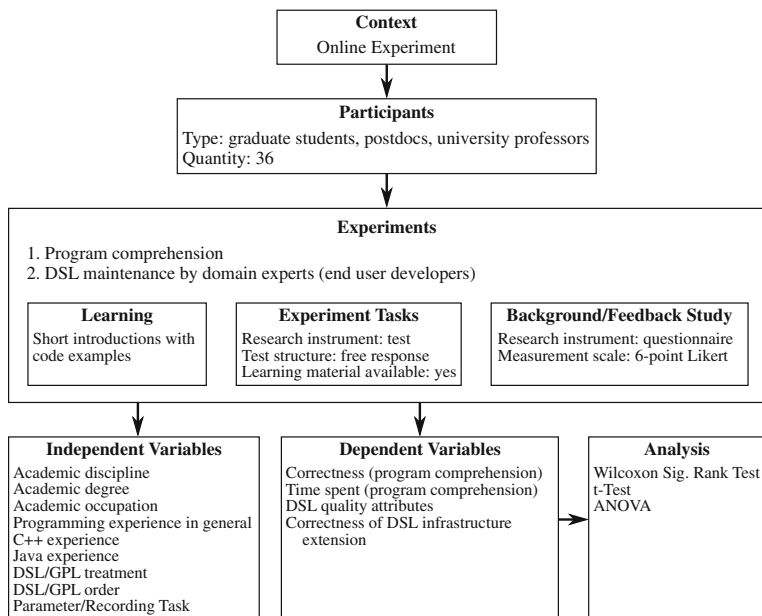 Context
Online Experiment
Participants
Type: graduate students, postdocs, university professors
Quantity: 36
Experiments
1. Program comprehension
2. DSL maintenance by domain experts (end user developers)
Learning
Short introductions with
code examples
Experiment Tasks
Research instrument: test
Test structure: free response
Learning material available: yes
Background/Feedback Study
Research instrument: questionnaire
Measurement scale: 6-point Likert
Independent Variables
Academic discipline
Academic degree
Academic occupation
Programming experience in general
C++ experience
Java experience
DSL/GPL treatment
DSL/GPL order
Parameter/Recording Task
Dependent Variables
Correctness (program comprehension)
Time spent (program comprehension)
DSL quality attributes
Correctness of DSL infrastructure
extension
Analysis
Wilcoxon Sig. Rank Test
t-Test
ANOVA